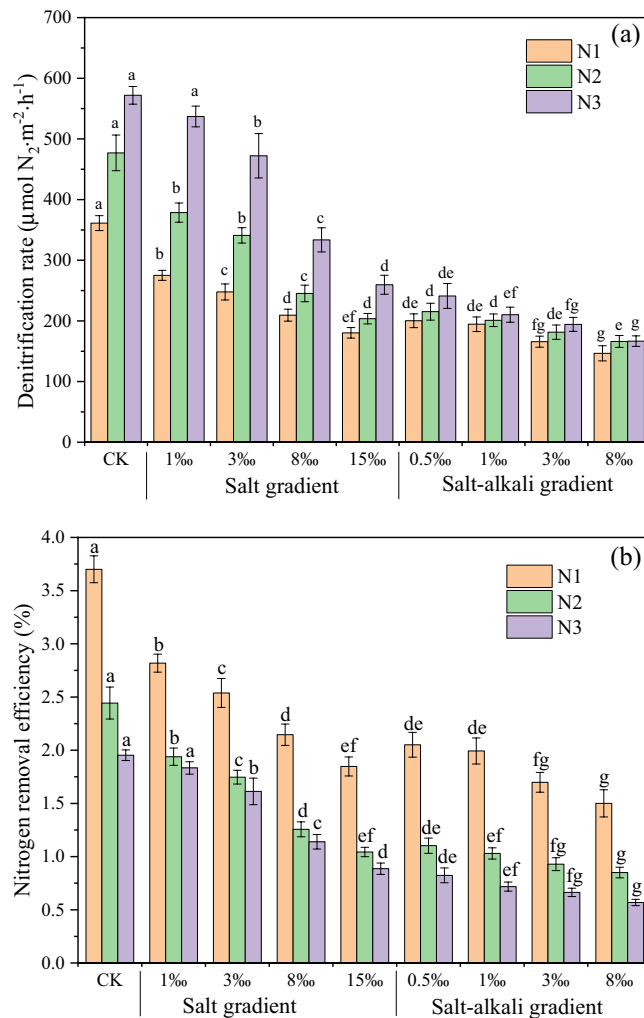 (a)
N1
N2
N3
Denitrification rate (μmol N₂·m⁻²·h⁻¹)
700
600
500
400
300
200
100
0
a a a
b b a
c b b
d c c
ef d d
de d de
de d ef
fg de fg
g e g
CK 1‰ 3‰ 8‰ 15‰ 0.5‰ 1‰ 3‰ 8‰
Salt gradient Salt-alkali gradient
(b)
N1
N2
N3
Nitrogen removal efficiency (%)
4.0
3.5
3.0
2.5
2.0
1.5
1.0
0.5
0.0
a a a
b b a
c c b
d d c
ef ef d
de de de
de ef ef
fg fg fg
g g g
CK 1‰ 3‰ 8‰ 15‰ 0.5‰ 1‰ 3‰ 8‰
Salt gradient Salt-alkali gradient